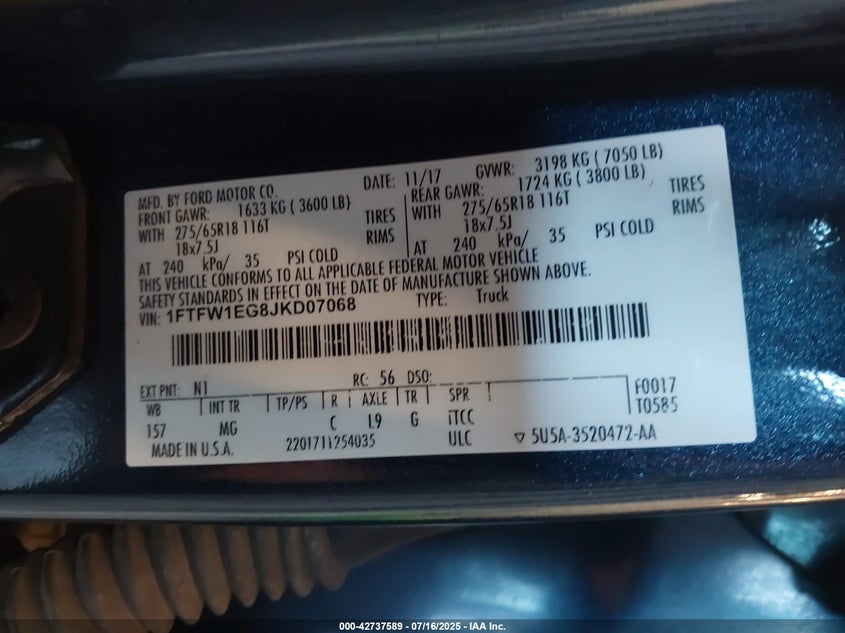 MFD. BY FORD MOTOR CO.
DATE: 11/17
GVWR: 3198 KG ( 7050 LB)
FRONT GAWR: 1633 KG ( 3600 LB)
WITH 275/65R18 116T TIRES
18x7.5J RIMS
AT 240 kPa/ 35 PSI COLD
REAR GAWR: 1724 KG ( 3800 LB)
WITH 275/65R18 116T TIRES
18x7.5J RIMS
AT 240 kPa/ 35 PSI COLD
THIS VEHICLE CONFORMS TO ALL APPLICABLE FEDERAL MOTOR VEHICLE
SAFETY STANDARDS IN EFFECT ON THE DATE OF MANUFACTURE SHOWN ABOVE.
VIN: 1FTFW1EG8JKD07068
TYPE: Truck
EXT PNT: N1 RC: 56 DSO:
WB INT TR TP/PS R AXLE TR SPR F0017
157 MG C L9 G iTCC T0585
MADE IN U.S.A. 2201711254035 ULC ▽ 5U5A-3520472-AA
000-42737589 - 07/16/2025 - IAA Inc.